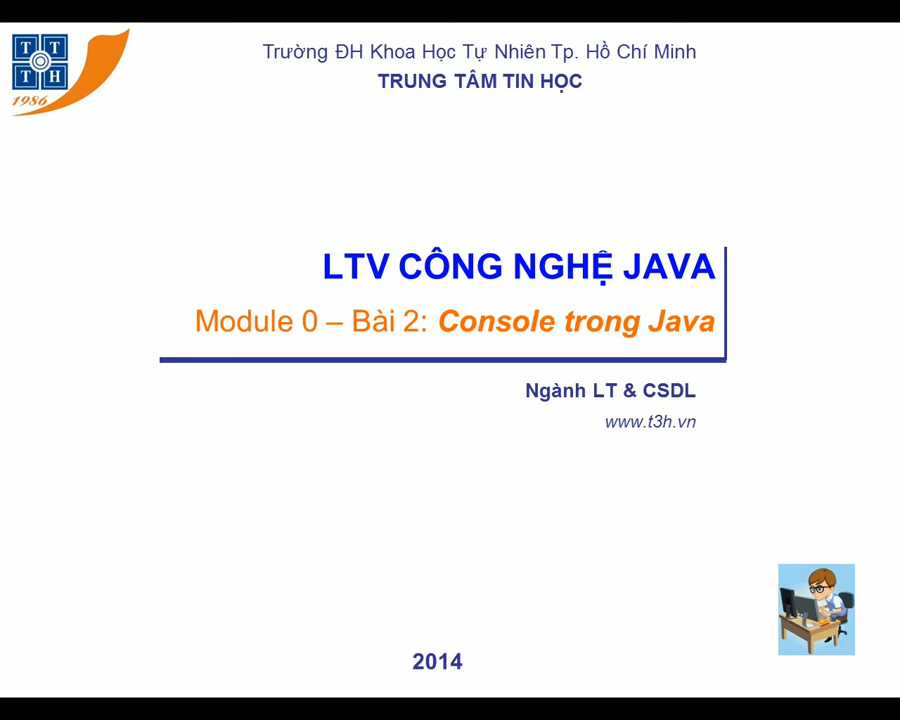 T T
T H
1986
Trường ĐH Khoa Học Tự Nhiên Tp. Hồ Chí Minh
TRUNG TÂM TIN HỌC
LTV CÔNG NGHỆ JAVA
Module 0 – Bài 2: Console trong Java
Ngành LT & CSDL
www.t3h.vn
2014